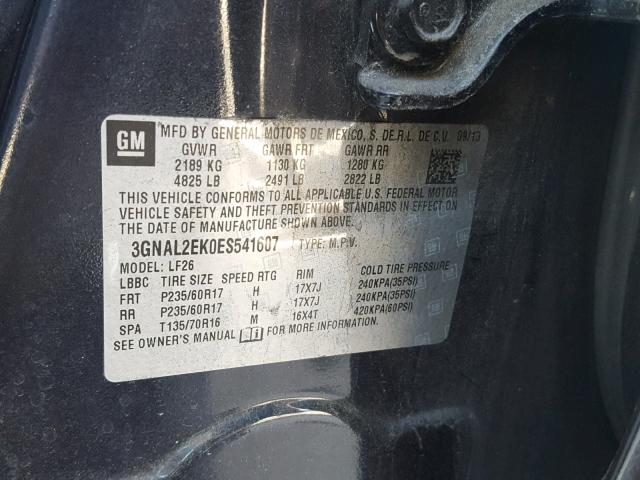 GM
MFD BY GENERAL MOTORS DE MEXICO, S. DE.R.L. DE C.V. 09/13
GVWR GAWR FRT GAWR RR
2189 KG 1130 KG 1280 KG
4825 LB 2491 LB 2822 LB
THIS VEHICLE CONFORMS TO ALL APPLICABLE U.S. FEDERAL MOTOR
VEHICLE SAFETY AND THEFT PREVENTION STANDARDS IN EFFECT ON
THE DATE OF MANUFACTURE SHOWN ABOVE.
3GNAL2EK0ES541607 TYPE: M.P.V.
MODEL: LF26
LBBC TIRE SIZE SPEED RTG RIM COLD TIRE PRESSURE
FRT P235/60R17 H 17X7J 240KPA(35PSI)
RR P235/60R17 H 17X7J 240KPA(35PSI)
SPA T135/70R16 M 16X4T 420KPA(60PSI)
SEE OWNER'S MANUAL FOR MORE INFORMATION.